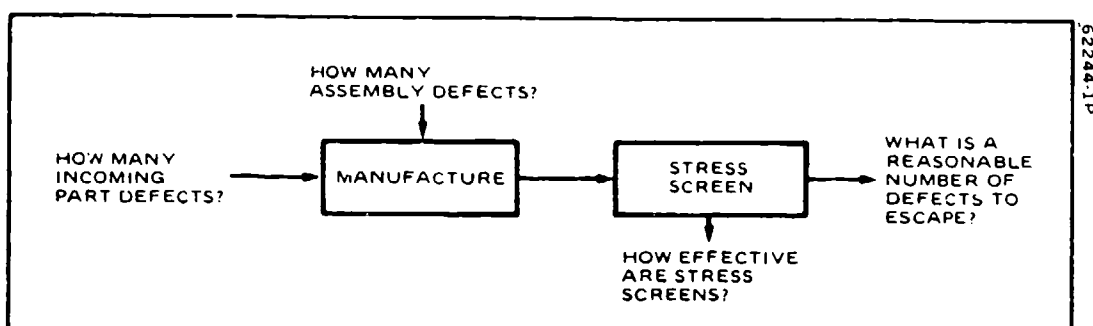 HOW MANY
ASSEMBLY DEFECTS?
HOW MANY
INCOMING
PART DEFECTS?
MANUFACTURE
STRESS
SCREEN
WHAT IS A
REASONABLE
NUMBER OF
DEFECTS TO
ESCAPE?
HOW EFFECTIVE
ARE STRESS
SCREENS?
62244-1P